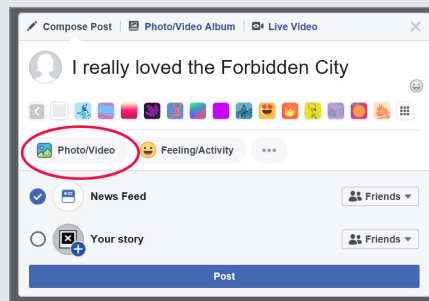 Compose Post Photo/Video Album Live Video
I really loved the Forbidden City
Photo/Video Feeling/Activity
News Feed Friends
Your story Friends
Post